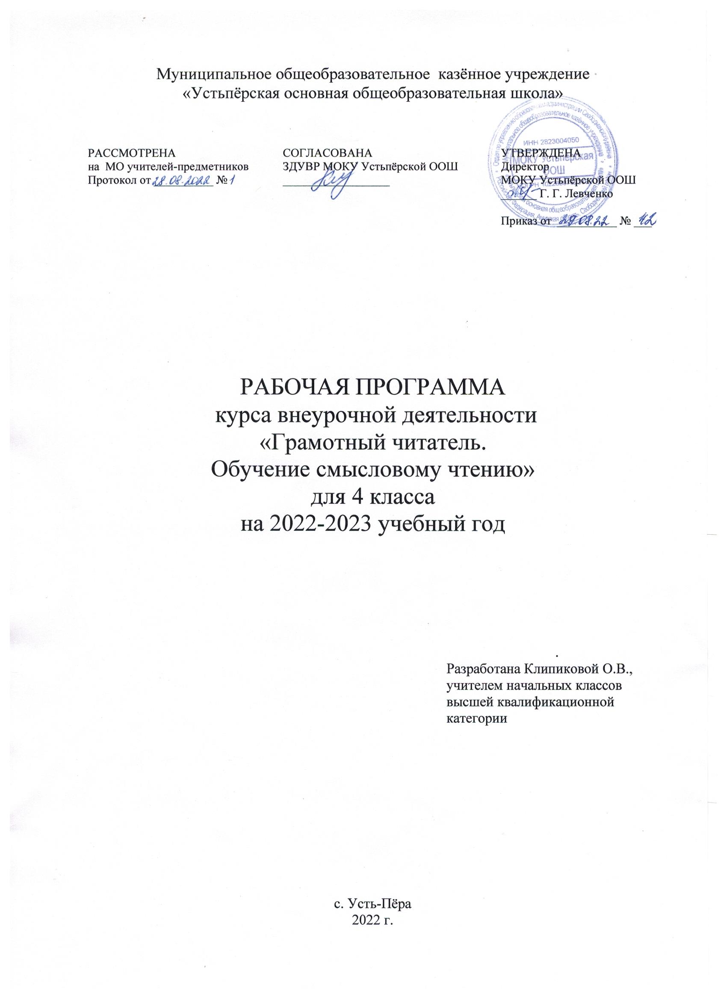 Муниципальное общеобразовательное казённое учреждение
«Устьпёрская основная общеобразовательная школа»
РАССМОТРЕНА
на МО учителей-предметников
Протокол от 28.08.2022 № 1
СОГЛАСОВАНА
ЗДУВР МОКУ Устьпёрской ООШ
УТВЕРЖДЕНА
Директор
МОКУ Устьпёрской ООШ
Г. Г. Левченко
Приказ от 29.08.22 № 42
ИНН 2823004050
МОКУ Устьпёрская
ООШ
РАБОЧАЯ ПРОГРАММА
курса внеурочной деятельности
«Грамотный читатель.
Обучение смысловому чтению»
для 4 класса
на 2022-2023 учебный год
Разработана Клипиковой О.В.,
учителем начальных классов
высшей квалификационной
категории
с. Усть-Пёра
2022 г.